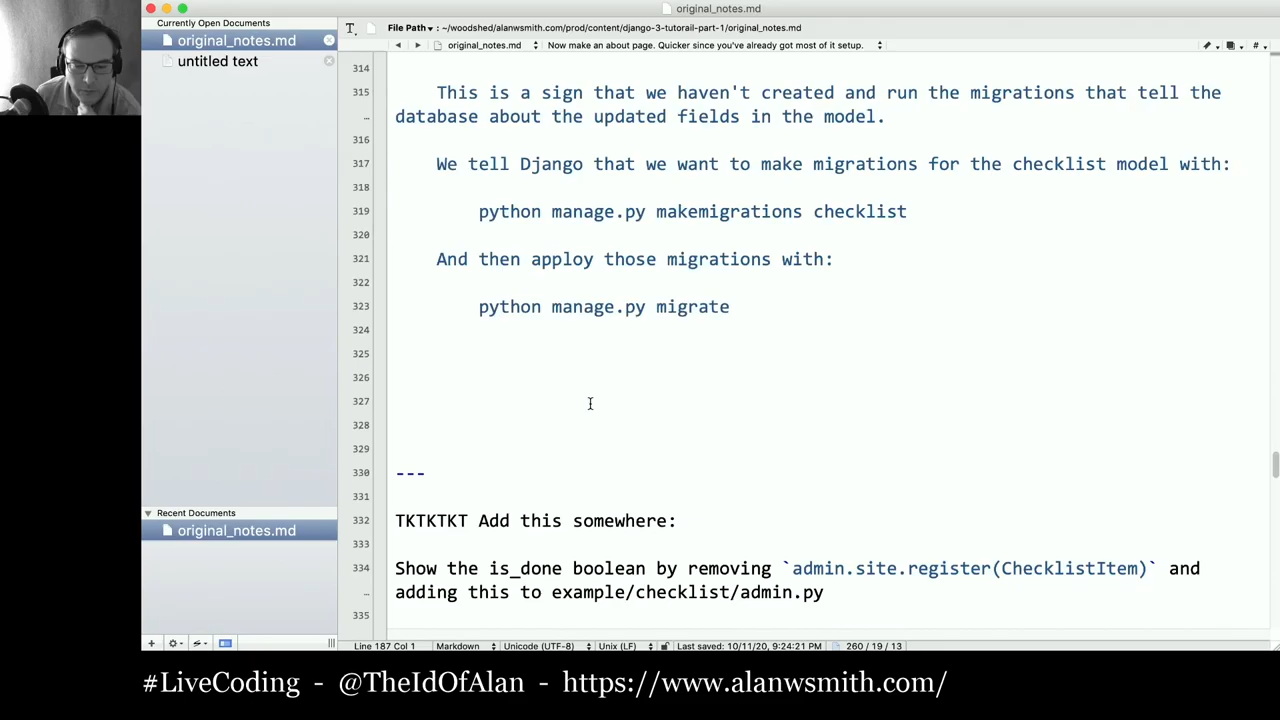 original_notes.md
Currently Open Documents
original_notes.md
untitled text
File Path ▾ : ~/woodshed/alanwsmith.com/prod/content/django-3-tutorail-part-1/original_notes.md
original_notes.md Now make an about page. Quicker since you've already got most of it setup.
314
315 This is a sign that we haven't created and run the migrations that tell the
database about the updated fields in the model.
316
317 We tell Django that we want to make migrations for the checklist model with:
318
319 python manage.py makemigrations checklist
320
321 And then apploy those migrations with:
322
323 python manage.py migrate
324
325
326
327
328
329
330 ---
331
332 TKTKTKT Add this somewhere:
333
334 Show the is_done boolean by removing `admin.site.register(ChecklistItem)` and
adding this to example/checklist/admin.py
335
Recent Documents
original_notes.md
Line 187 Col 1 Markdown Unicode (UTF-8) Unix (LF) Last saved: 10/11/20, 9:24:21 PM 260 / 19 / 13
#LiveCoding - @TheIdOfAlan - https://www.alanwsmith.com/